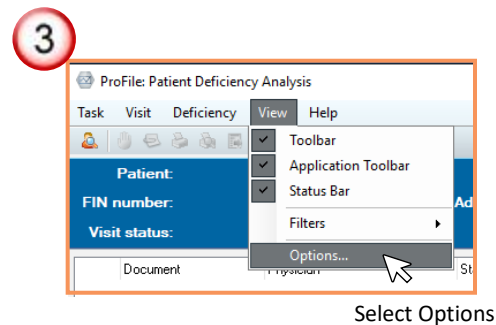 3
ProFile: Patient Deficiency Analysis
Task Visit Deficiency View Help
Toolbar
Patient: Application Toolbar
FIN number: Status Bar Ad
Visit status: Filters
Options...
Document Physician St
Select Options